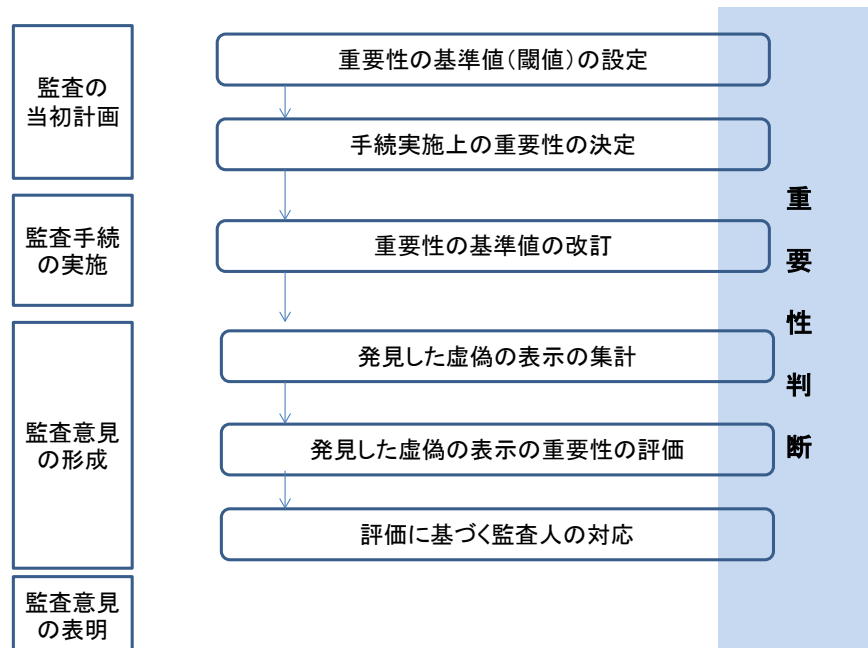 監査の
当初計画
重要性の基準値(閾値)の設定
手続実施上の重要性の決定
監査手続
の実施
重要性の基準値の改訂
監査意見
の形成
発見した虚偽の表示の集計
発見した虚偽の表示の重要性の評価
評価に基づく監査人の対応
監査意見
の表明
重
要
性
判
断